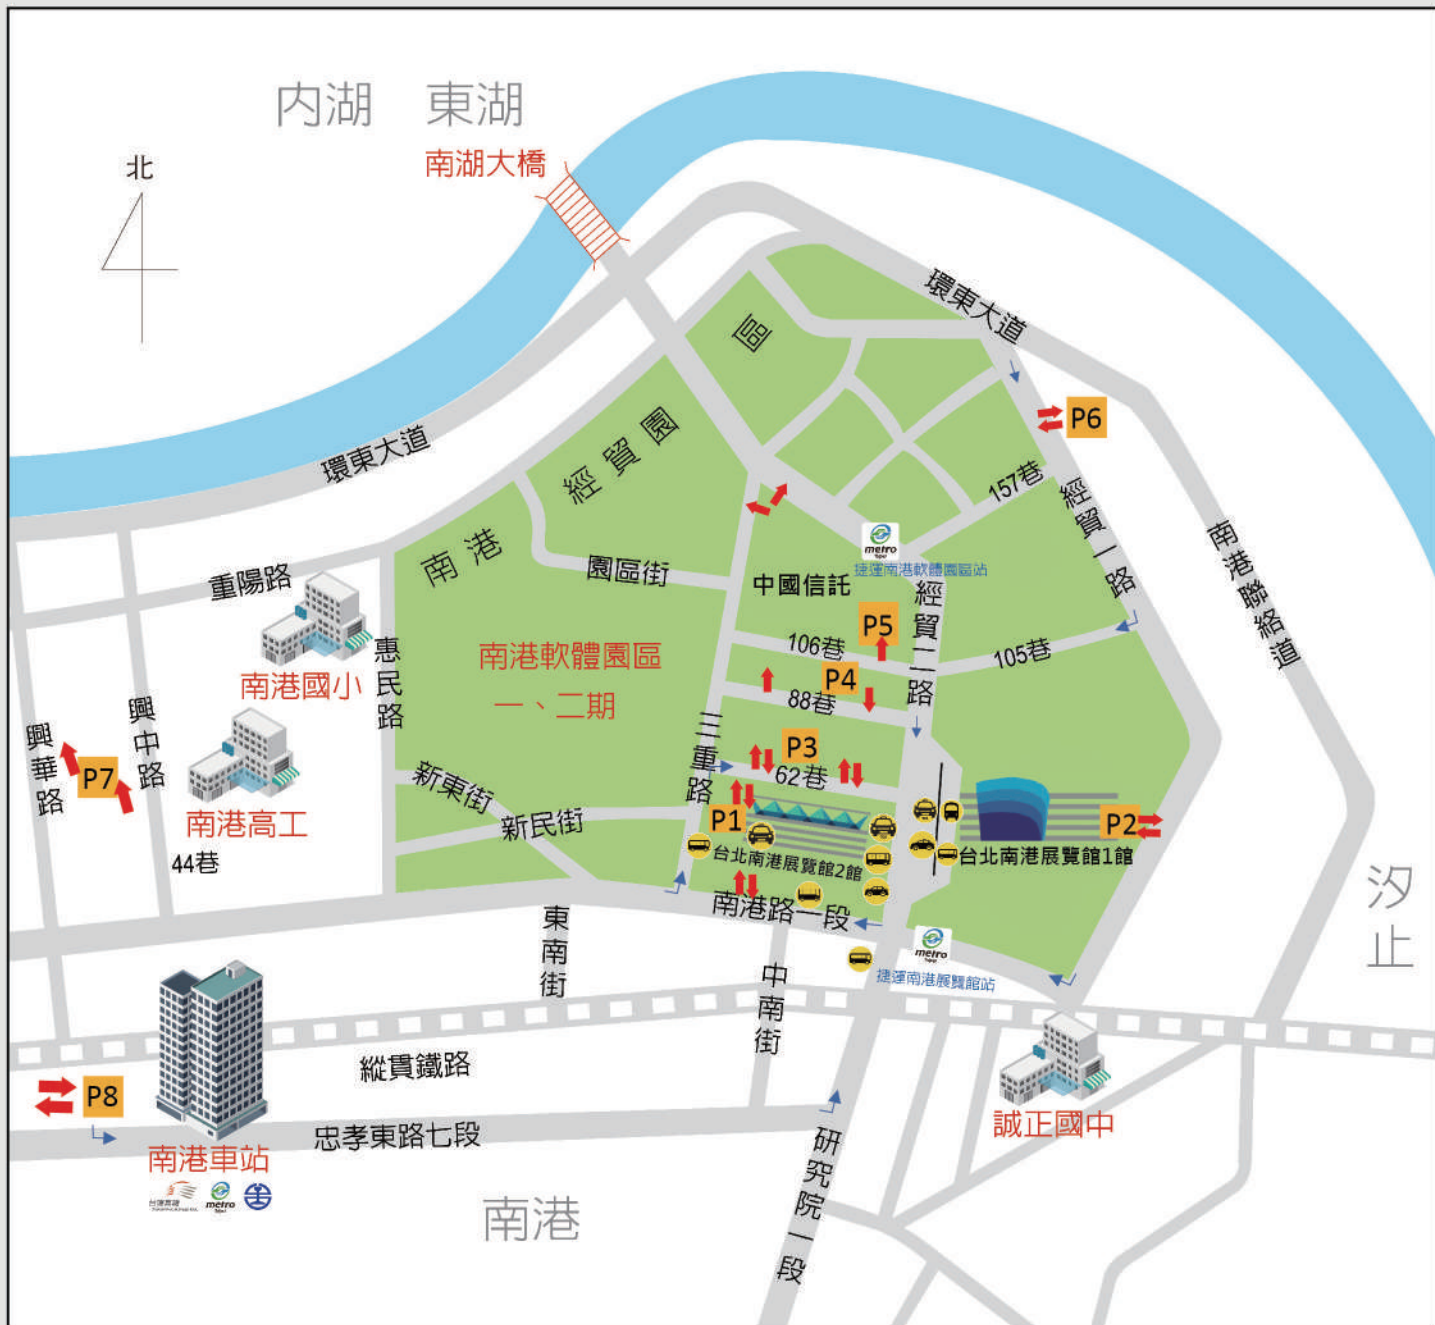 内湖 東湖
南湖大橋
北
環東大道
區
P6
經貿園
環東大道
157巷
經貿一路
南港聯絡道
南港
metro
捷運南港軟體園區站
重陽路
園區街
中國信託
經貿二路
P5
106巷
105巷
南港軟體園區
一、二期
惠民路
南港國小
P4
88巷
興華路
興中路
P7
三重路
P3
62巷
新東街
新民街
南港高工
P1
P2
44巷
台北南港展覽館2館
台北南港展覽館1館
汐止
南港路一段
東南街
metro
捷運南港展覽館站
中南街
縱貫鐵路
P8
忠孝東路七段
誠正國中
南港車站
台灣高鐵
metro
研究院一段
南港